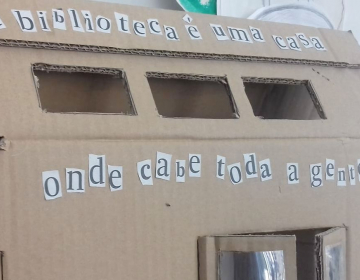 a biblioteca é uma casa
onde cabe toda a gente